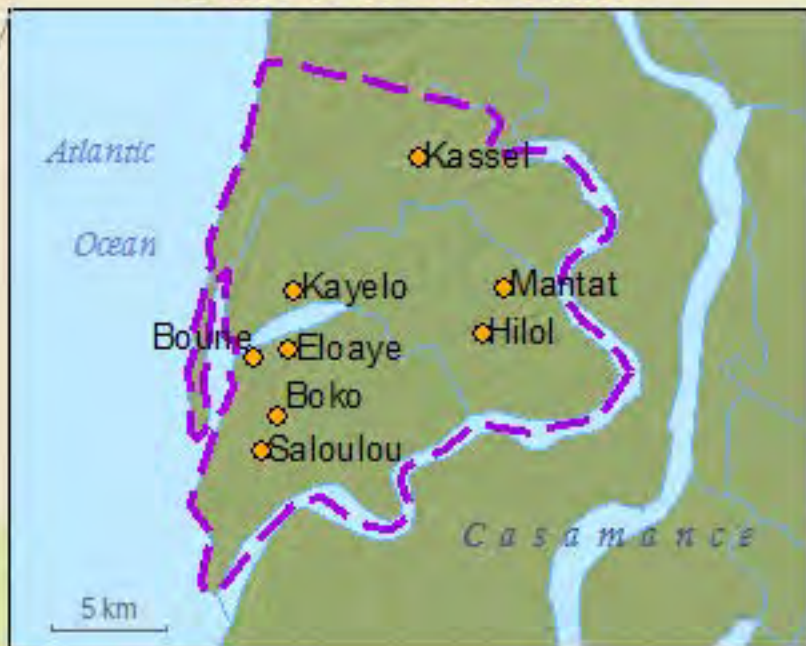 Atlantic
Ocean
Kassel
Kayelo
Mantat
Boune
Eloaye
Hilol
Boko
Saloulou
Casamance
5 km